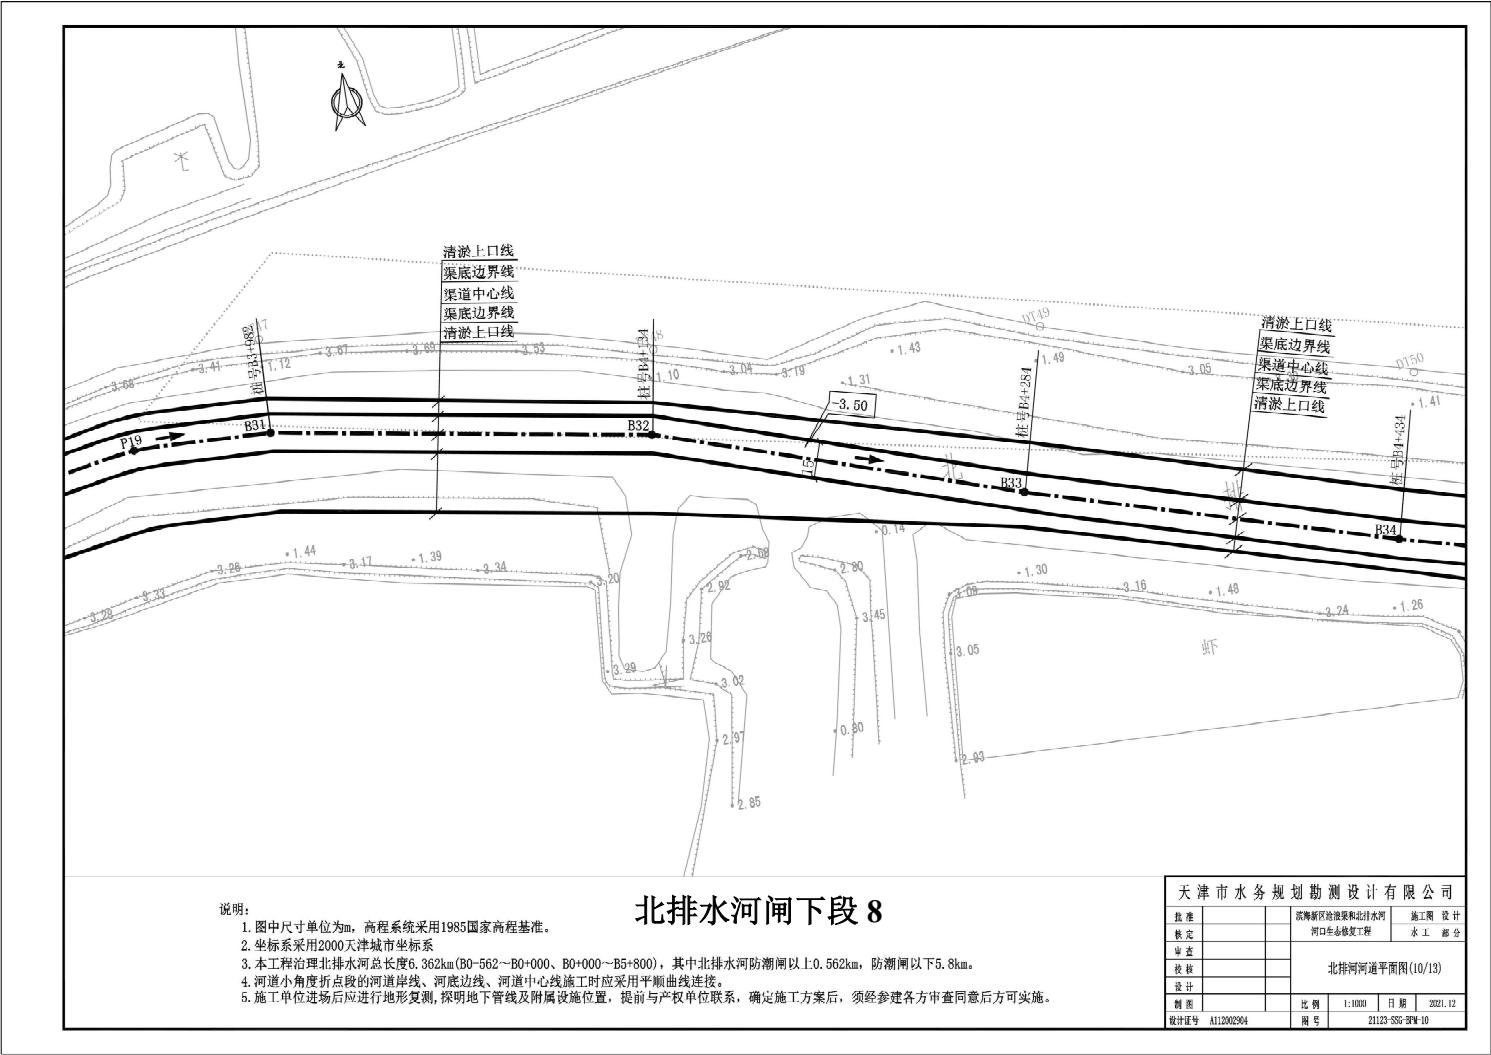 北
清淤上口线
渠底边界线
渠道中心线
渠底边界线
清淤上口线
清淤上口线
渠底边界线
渠道中心线
渠底边界线
清淤上口线
桩号B3+982
桩号B4+134
桩号B4+284
桩号B4+434
DT49
DT50
3.68
3.41
1.12
3.67
3.69
3.53
1.10
3.04
3.19
1.43
1.31
1.49
3.05
1.41
-3.50
P19
B31
B32
B33
B34
15
北
排
1.44
3.17
1.39
3.34
3.26
3.33
3.28
3.20
2.68
2.92
3.26
3.29
3.02
2.97
2.85
0.14
2.80
3.45
0.80
3.09
3.05
2.93
1.30
3.16
1.48
3.24
1.26
虾
北排水河闸下段 8
说明：
1.图中尺寸单位为m，高程系统采用1985国家高程基准。
2.坐标系采用2000天津城市坐标系
3.本工程治理北排水河总长度6.362km(B0-562～B0+000、B0+000～B5+800)，其中北排水河防潮闸以上0.562km，防潮闸以下5.8km。
4.河道小角度折点段的河道岸线、河底边线、河道中心线施工时应采用平顺曲线连接。
5.施工单位进场后应进行地形复测,探明地下管线及附属设施位置，提前与产权单位联系，确定施工方案后，须经参建各方审查同意后方可实施。
天津市水务规划勘测设计有限公司
批准
核定
审查
校核
设计
制图
设计证号 A112002904
滨海新区沧浪渠和北排水河
河口生态修复工程
施工图 设计
水工 部分
北排河河道平面图(10/13)
比例 1:1000 日期 2021.12
图号 21123-SSG-BPM-10